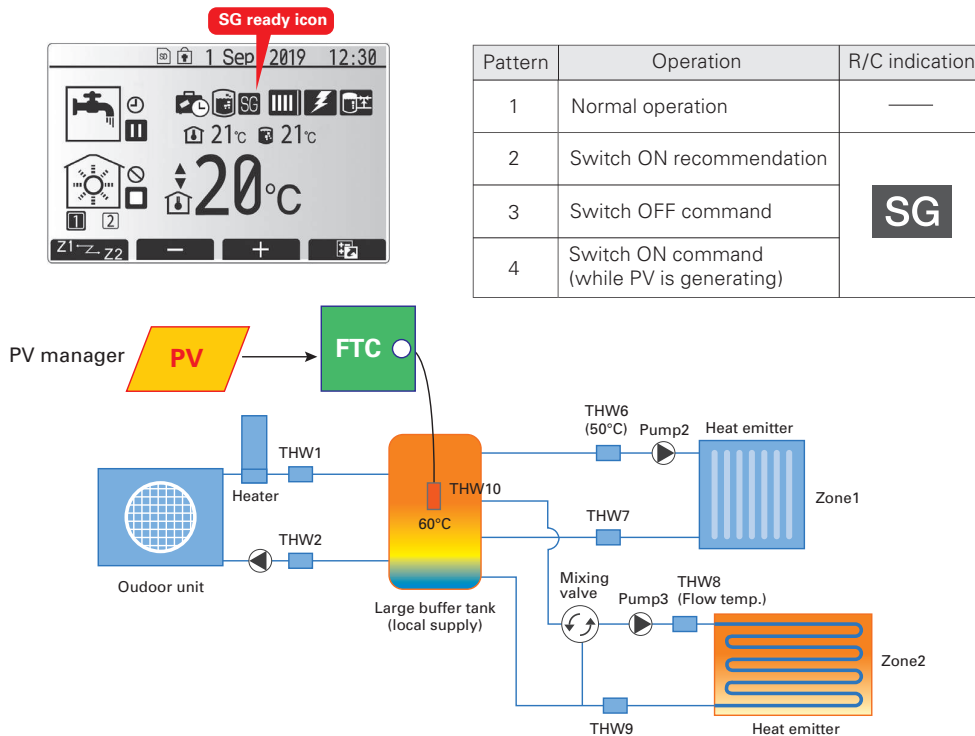 SG ready icon
SD 1 Sep 2019 12:30
SG
21°C 21°C
20°C
1 2
Z1 Z2 − +
Pattern Operation R/C indication
1 Normal operation ——
2 Switch ON recommendation
3 Switch OFF command
SG
4 Switch ON command
(while PV is generating)
PV manager
PV
FTC
THW1
Heater
THW2
Oudoor unit
THW10
60°C
Large buffer tank
(local supply)
THW6
(50°C)
Pump2
Heat emitter
Zone1
THW7
Mixing
valve
Pump3
THW8
(Flow temp.)
Zone2
THW9
Heat emitter